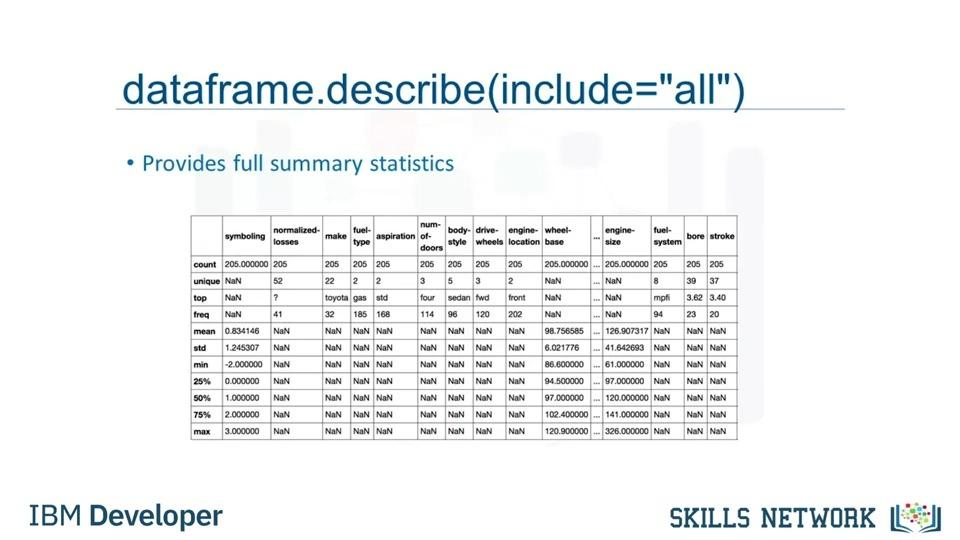 dataframe.describe(include="all")
• Provides full summary statistics
symboling normalized-losses make fuel-type aspiration num-of-doors body-style drive-wheels engine-location wheel-base ... engine-size fuel-system bore stroke
count 205.000000 205 205 205 205 205 205 205 205 205.000000 ... 205.000000 205 205 205
unique NaN 52 22 2 2 3 5 3 2 NaN ... NaN 8 39 37
top NaN ? toyota gas std four sedan fwd front NaN ... NaN mpfi 3.62 3.40
freq NaN 41 32 185 168 114 96 120 202 NaN ... NaN 94 23 20
mean 0.834146 NaN NaN NaN NaN NaN NaN NaN NaN 98.756585 ... 126.907317 NaN NaN NaN
std 1.245307 NaN NaN NaN NaN NaN NaN NaN NaN 6.021776 ... 41.642693 NaN NaN NaN
min -2.000000 NaN NaN NaN NaN NaN NaN NaN NaN 86.600000 ... 61.000000 NaN NaN NaN
25% 0.000000 NaN NaN NaN NaN NaN NaN NaN NaN 94.500000 ... 97.000000 NaN NaN NaN
50% 1.000000 NaN NaN NaN NaN NaN NaN NaN NaN 97.000000 ... 120.000000 NaN NaN NaN
75% 2.000000 NaN NaN NaN NaN NaN NaN NaN NaN 102.400000 ... 141.000000 NaN NaN NaN
max 3.000000 NaN NaN NaN NaN NaN NaN NaN NaN 120.900000 ... 326.000000 NaN NaN NaN
IBM Developer
SKILLS NETWORK